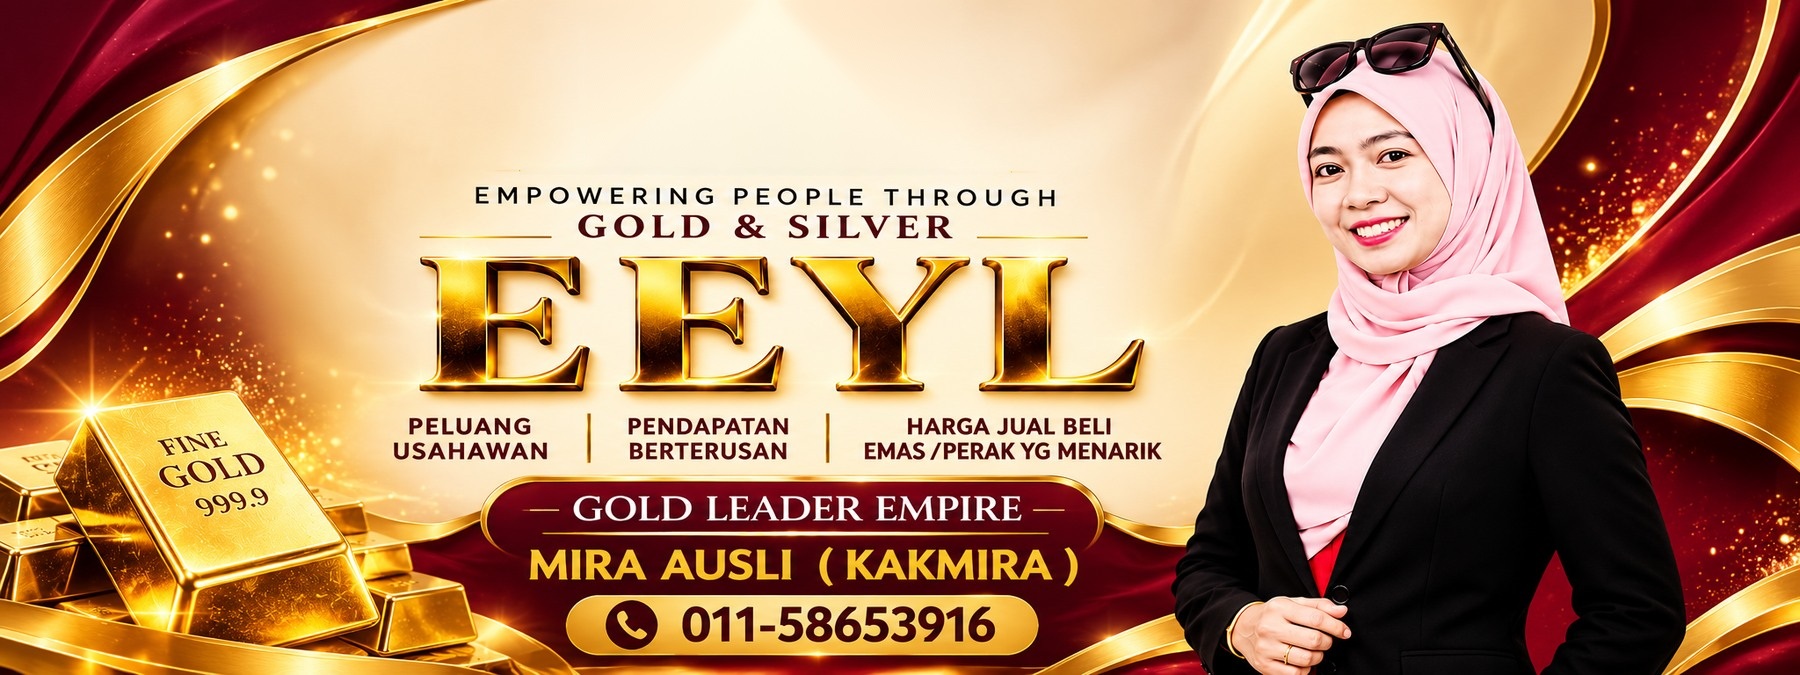 EMPOWERING PEOPLE THROUGH
GOLD & SILVER
EEYL
PELUANG
USAHAWAN
PENDAPATAN
BERTERUSAN
HARGA JUAL BELI
EMAS /PERAK YG MENARIK
GOLD LEADER EMPIRE
MIRA AUSLI ( KAKMIRA )
011-58653916
FINE
GOLD
999.9